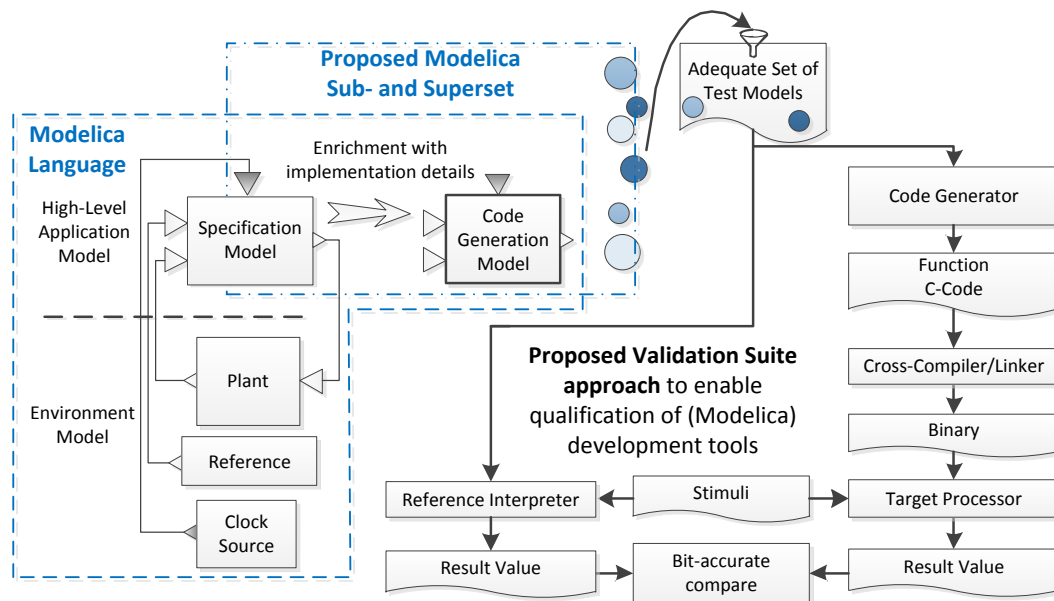 Proposed Modelica
Sub- and Superset
Adequate Set of
Test Models
Modelica
Language
Enrichment with
implementation details
High-Level
Application Model
Specification
Model
Code
Generation
Model
Code Generator
Function
C-Code
Cross-Compiler/Linker
Binary
Proposed Validation Suite
approach to enable
qualification of (Modelica)
development tools
Plant
Environment
Model
Reference
Clock
Source
Reference Interpreter
Stimuli
Target Processor
Result Value
Bit-accurate
compare
Result Value